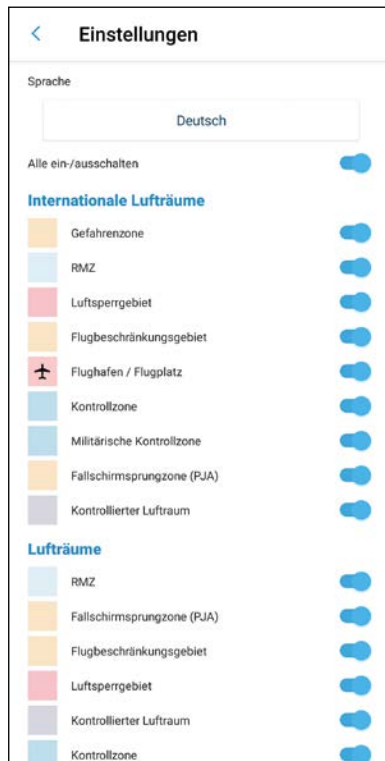 Einstellungen
Sprache
Deutsch
Alle ein-/ausschalten
Internationale Lufträume
Gefahrenzone
RMZ
Luftsperrgebiet
Flugbeschränkungsgebiet
Flughafen / Flugplatz
Kontrollzone
Militärische Kontrollzone
Fallschirmsprungzone (PJA)
Kontrollierter Luftraum
Lufträume
RMZ
Fallschirmsprungzone (PJA)
Flugbeschränkungsgebiet
Luftsperrgebiet
Kontrollierter Luftraum
Kontrollzone